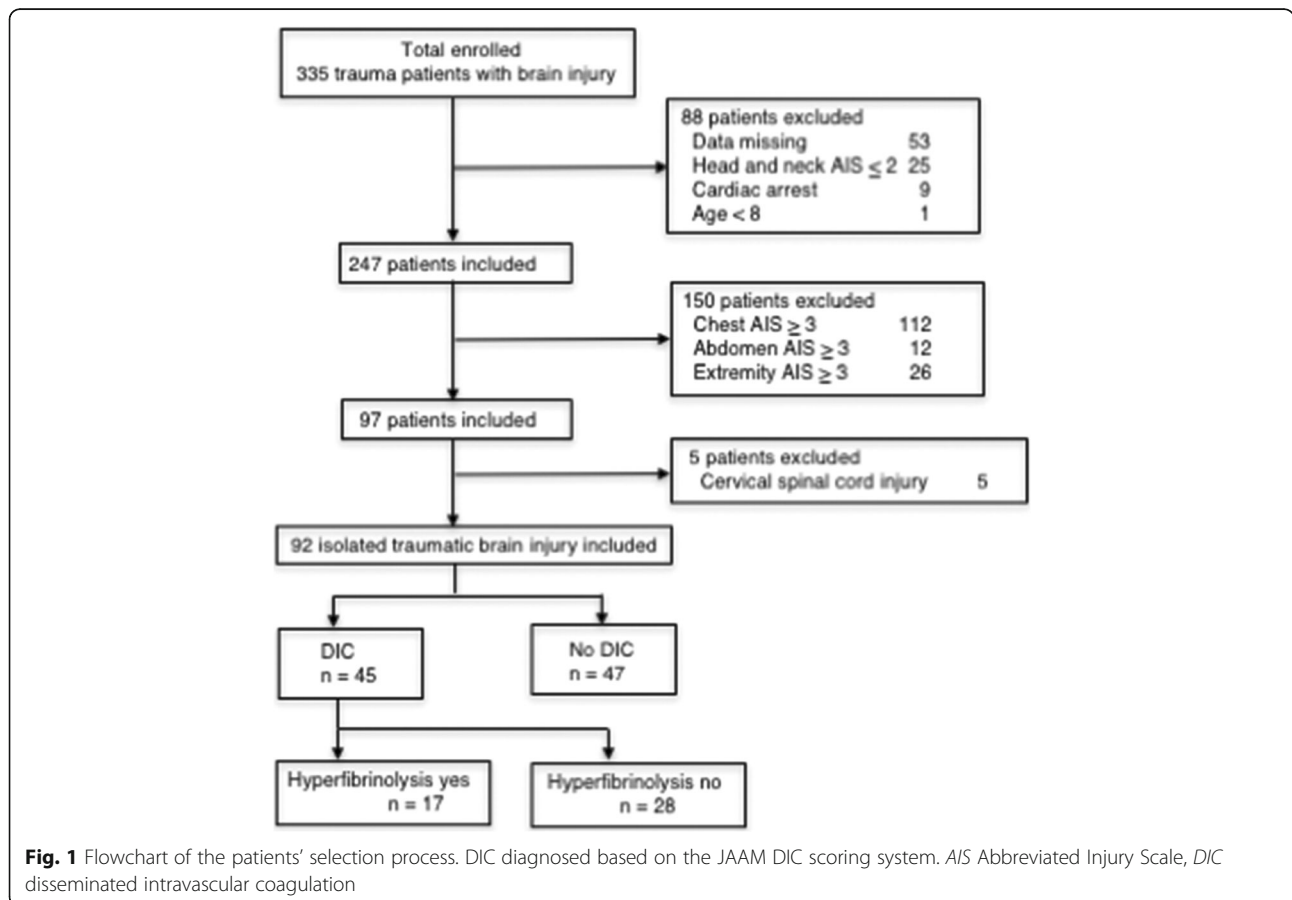 Total enrolled
335 trauma patients with brain injury
88 patients excluded
Data missing 53
Head and neck AIS ≤ 2 25
Cardiac arrest 9
Age < 8 1
247 patients included
150 patients excluded
Chest AIS ≥ 3 112
Abdomen AIS ≥ 3 12
Extremity AIS ≥ 3 26
97 patients included
5 patients excluded
Cervical spinal cord injury 5
92 isolated traumatic brain injury included
DIC
n = 45
No DIC
n = 47
Hyperfibrinolysis yes
n = 17
Hyperfibrinolysis no
n = 28
Fig. 1 Flowchart of the patients’ selection process. DIC diagnosed based on the JAAM DIC scoring system. AIS Abbreviated Injury Scale, DIC
disseminated intravascular coagulation